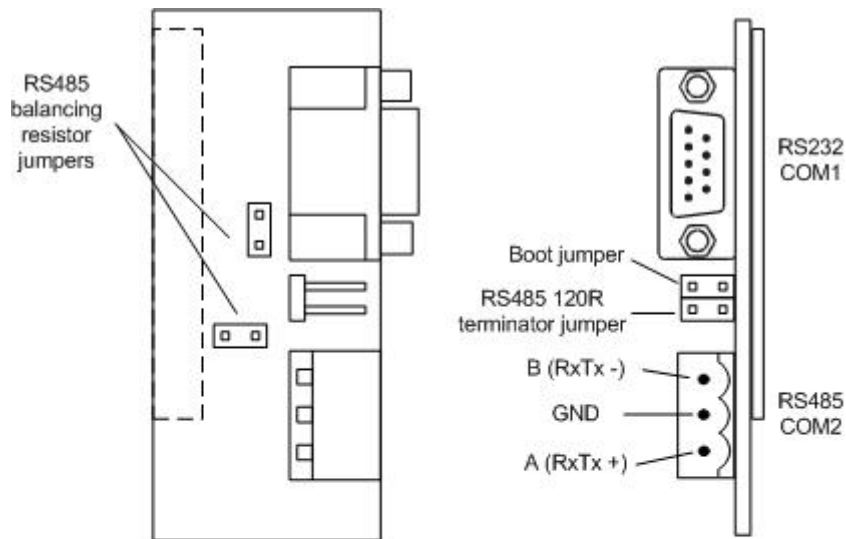 RS485
balancing
resistor
jumpers
RS232
COM1
Boot jumper
RS485 120R
terminator jumper
B (RxTx -)
GND
A (RxTx +)
RS485
COM2